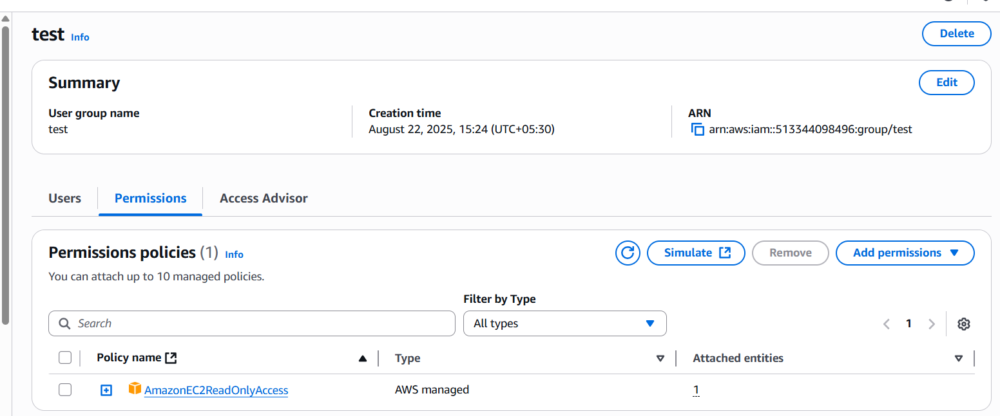 test Info
Delete
Summary
Edit
User group name
test
Creation time
August 22, 2025, 15:24 (UTC+05:30)
ARN
arn:aws:iam::513344098496:group/test
Users
Permissions
Access Advisor
Permissions policies (1) Info
Simulate
Remove
Add permissions
You can attach up to 10 managed policies.
Filter by Type
Search
All types
1
Policy name
Type
Attached entities
AmazonEC2ReadOnlyAccess
AWS managed
1